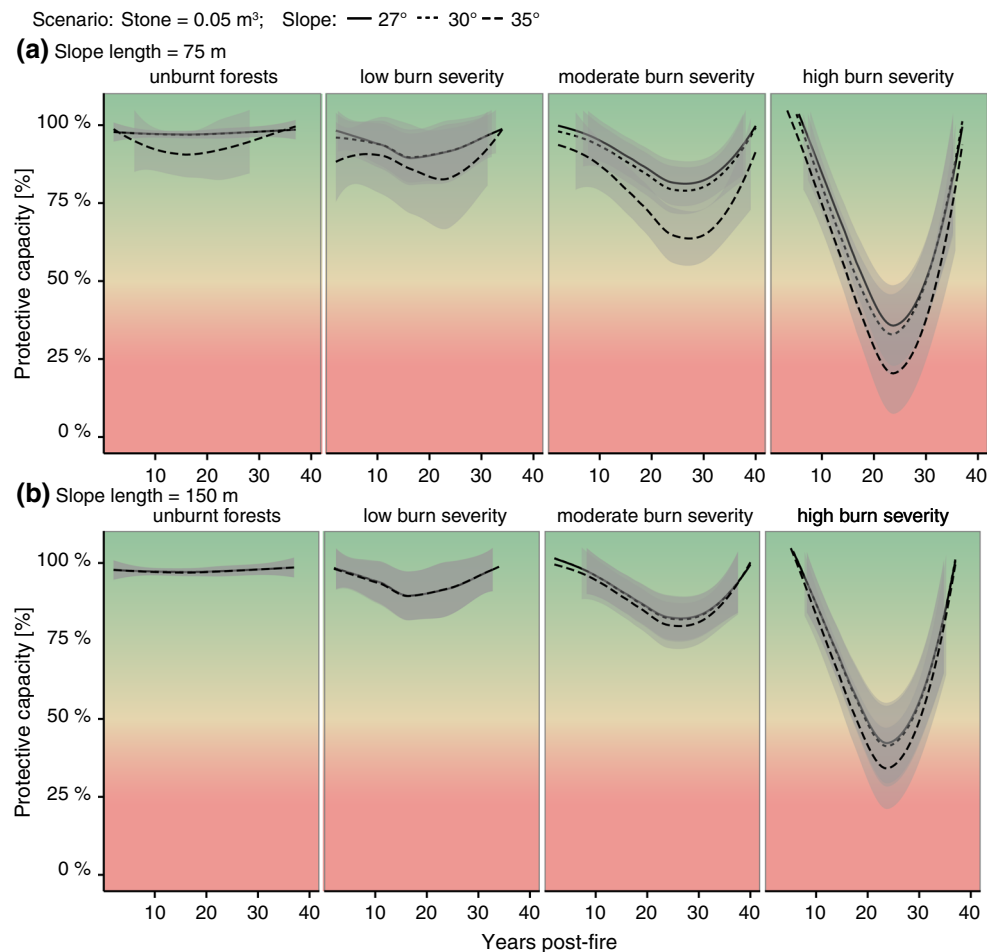 Scenario: Stone = 0.05 m³; Slope: 27° 30° 35°
(a) Slope length = 75 m
unburnt forests low burn severity moderate burn severity high burn severity
Protective capacity [%]
100 %
75 %
50 %
25 %
0 %
10 20 30 40 10 20 30 40 10 20 30 40 10 20 30 40
(b) Slope length = 150 m
unburnt forests low burn severity moderate burn severity high burn severity
Protective capacity [%]
100 %
75 %
50 %
25 %
0 %
10 20 30 40 10 20 30 40 10 20 30 40 10 20 30 40
Years post-fire